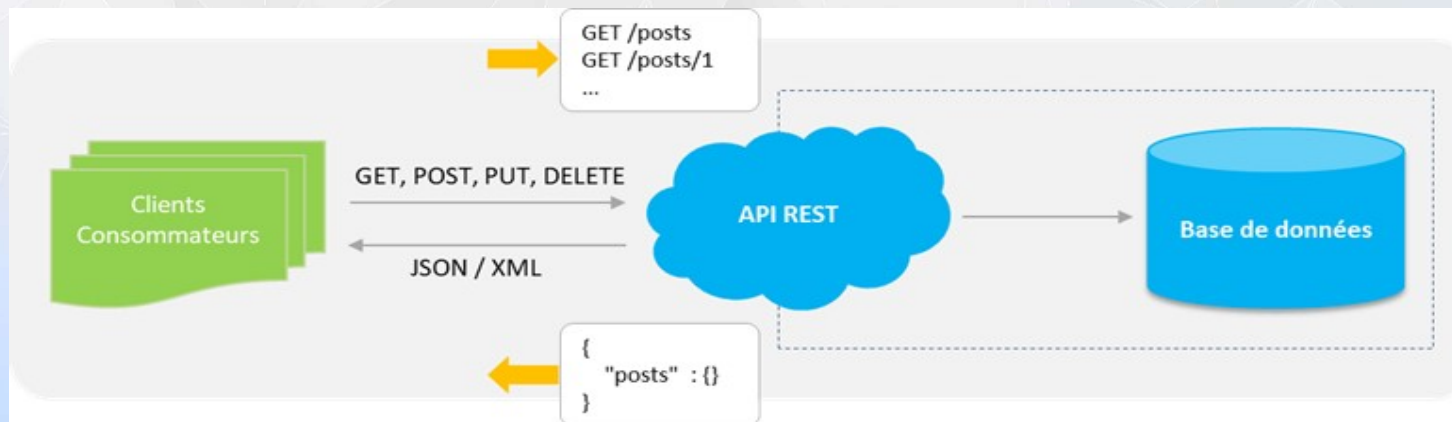 GET /posts
GET /posts/1
...
Clients
Consommateurs
GET, POST, PUT, DELETE
JSON / XML
API REST
Base de données
{
"posts" : {}
}